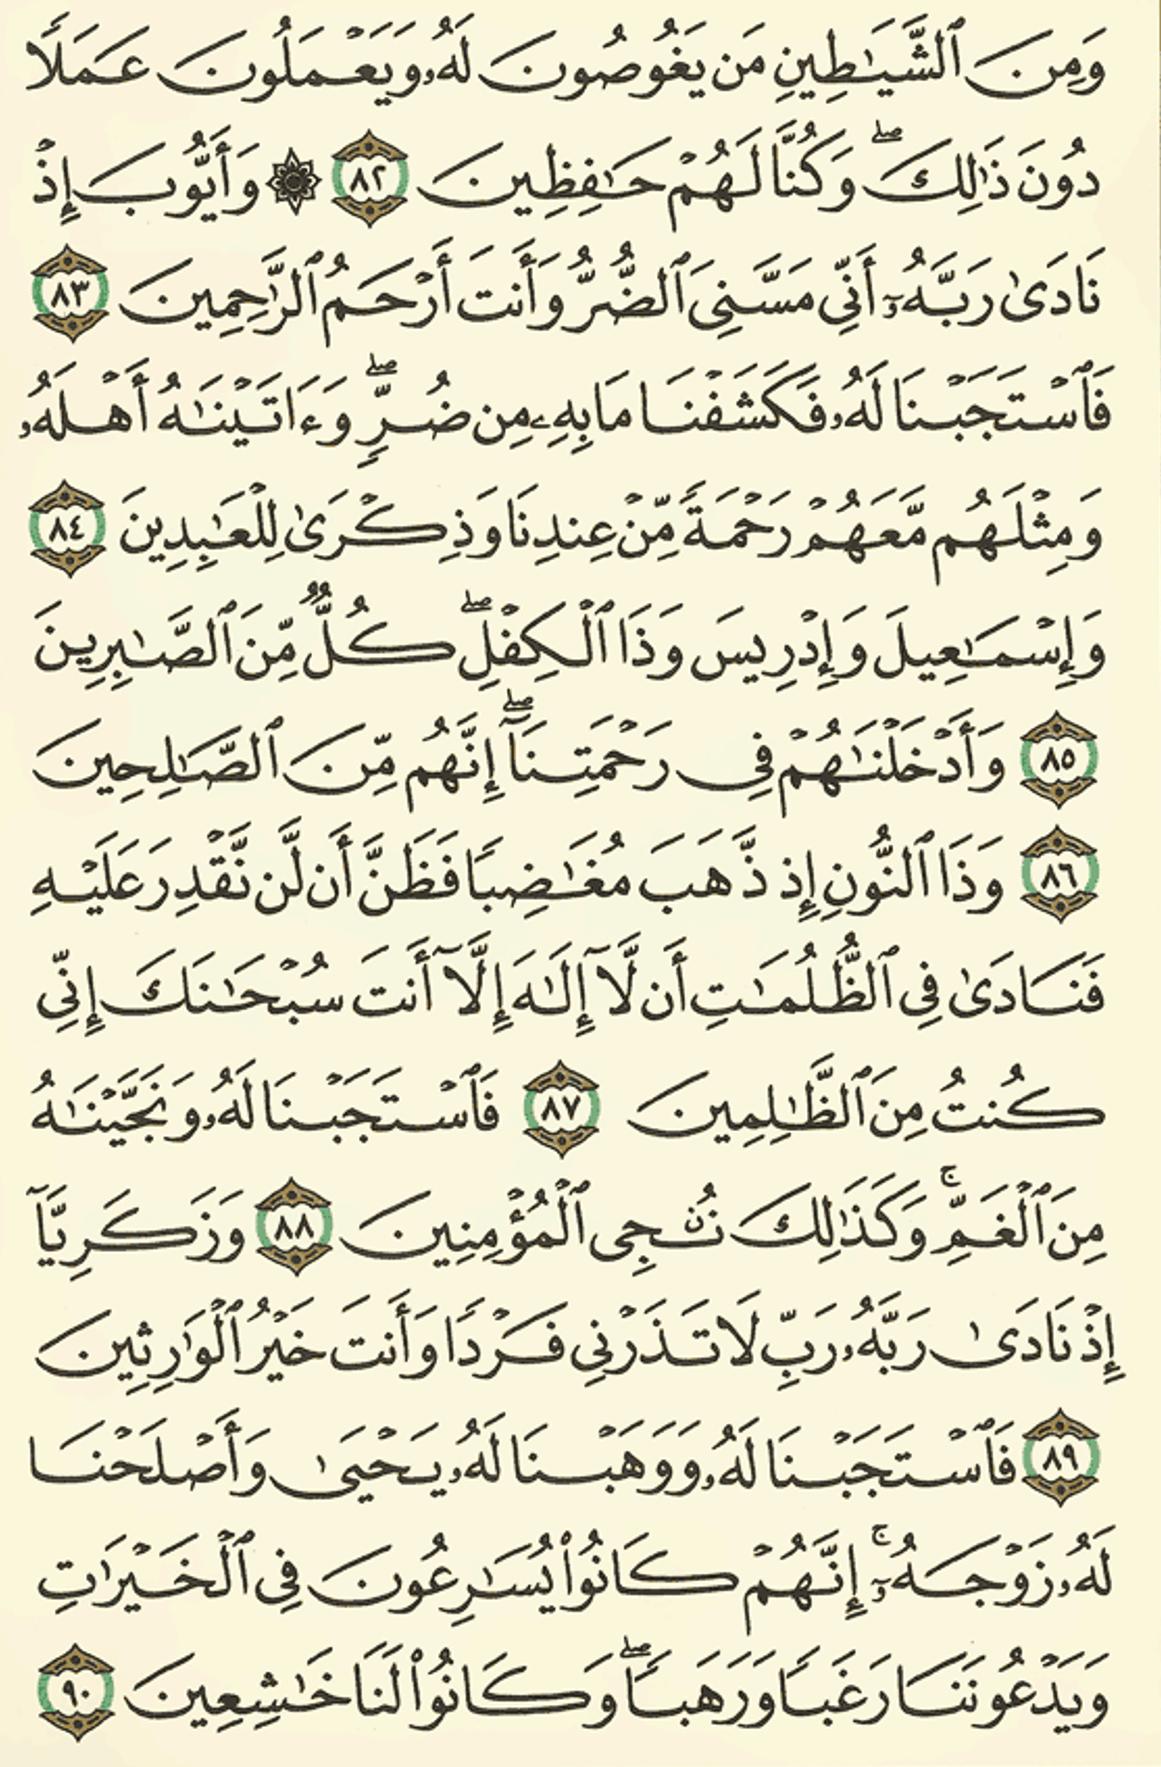 وَمِنَ ٱلشَّيَٰطِينِ مَن يَغُوصُونَ لَهُۥ وَيَعۡمَلُونَ عَمَلٗا
دُونَ ذَٰلِكَۖ وَكُنَّا لَهُمۡ حَٰفِظِينَ ٨٢ ۞ وَأَيُّوبَ إِذۡ
نَادَىٰ رَبَّهُۥٓ أَنِّي مَسَّنِيَ ٱلضُّرُّ وَأَنتَ أَرۡحَمُ ٱلرَّٰحِمِينَ ٨٣
فَٱسۡتَجَبۡنَا لَهُۥ فَكَشَفۡنَا مَا بِهِۦ مِن ضُرّٖۖ وَءَاتَيۡنَٰهُ أَهۡلَهُۥ
وَمِثۡلَهُم مَّعَهُمۡ رَحۡمَةٗ مِّنۡ عِندِنَا وَذِكۡرَىٰ لِلۡعَٰبِدِينَ ٨٤
وَإِسۡمَٰعِيلَ وَإِدۡرِيسَ وَذَا ٱلۡكِفۡلِۖ كُلّٞ مِّنَ ٱلصَّٰبِرِينَ
٨٥ وَأَدۡخَلۡنَٰهُمۡ فِي رَحۡمَتِنَآۖ إِنَّهُم مِّنَ ٱلصَّٰلِحِينَ
٨٦ وَذَا ٱلنُّونِ إِذ ذَّهَبَ مُغَٰضِبٗا فَظَنَّ أَن لَّن نَّقۡدِرَ عَلَيۡهِ
فَنَادَىٰ فِي ٱلظُّلُمَٰتِ أَن لَّآ إِلَٰهَ إِلَّآ أَنتَ سُبۡحَٰنَكَ إِنِّي
كُنتُ مِنَ ٱلظَّٰلِمِينَ ٨٧ فَٱسۡتَجَبۡنَا لَهُۥ وَنَجَّيۡنَٰهُ
مِنَ ٱلۡغَمِّۚ وَكَذَٰلِكَ نُـۨجِي ٱلۡمُؤۡمِنِينَ ٨٨ وَزَكَرِيَّآ
إِذۡ نَادَىٰ رَبَّهُۥ رَبِّ لَا تَذَرۡنِي فَرۡدٗا وَأَنتَ خَيۡرُ ٱلۡوَٰرِثِينَ
٨٩ فَٱسۡتَجَبۡنَا لَهُۥ وَوَهَبۡنَا لَهُۥ يَحۡيَىٰ وَأَصۡلَحۡنَا
لَهُۥ زَوۡجَهُۥٓۚ إِنَّهُمۡ كَانُواْ يُسَٰرِعُونَ فِي ٱلۡخَيۡرَٰتِ
وَيَدۡعُونَنَا رَغَبٗا وَرَهَبٗاۖ وَكَانُواْ لَنَا خَٰشِعِينَ ٩٠